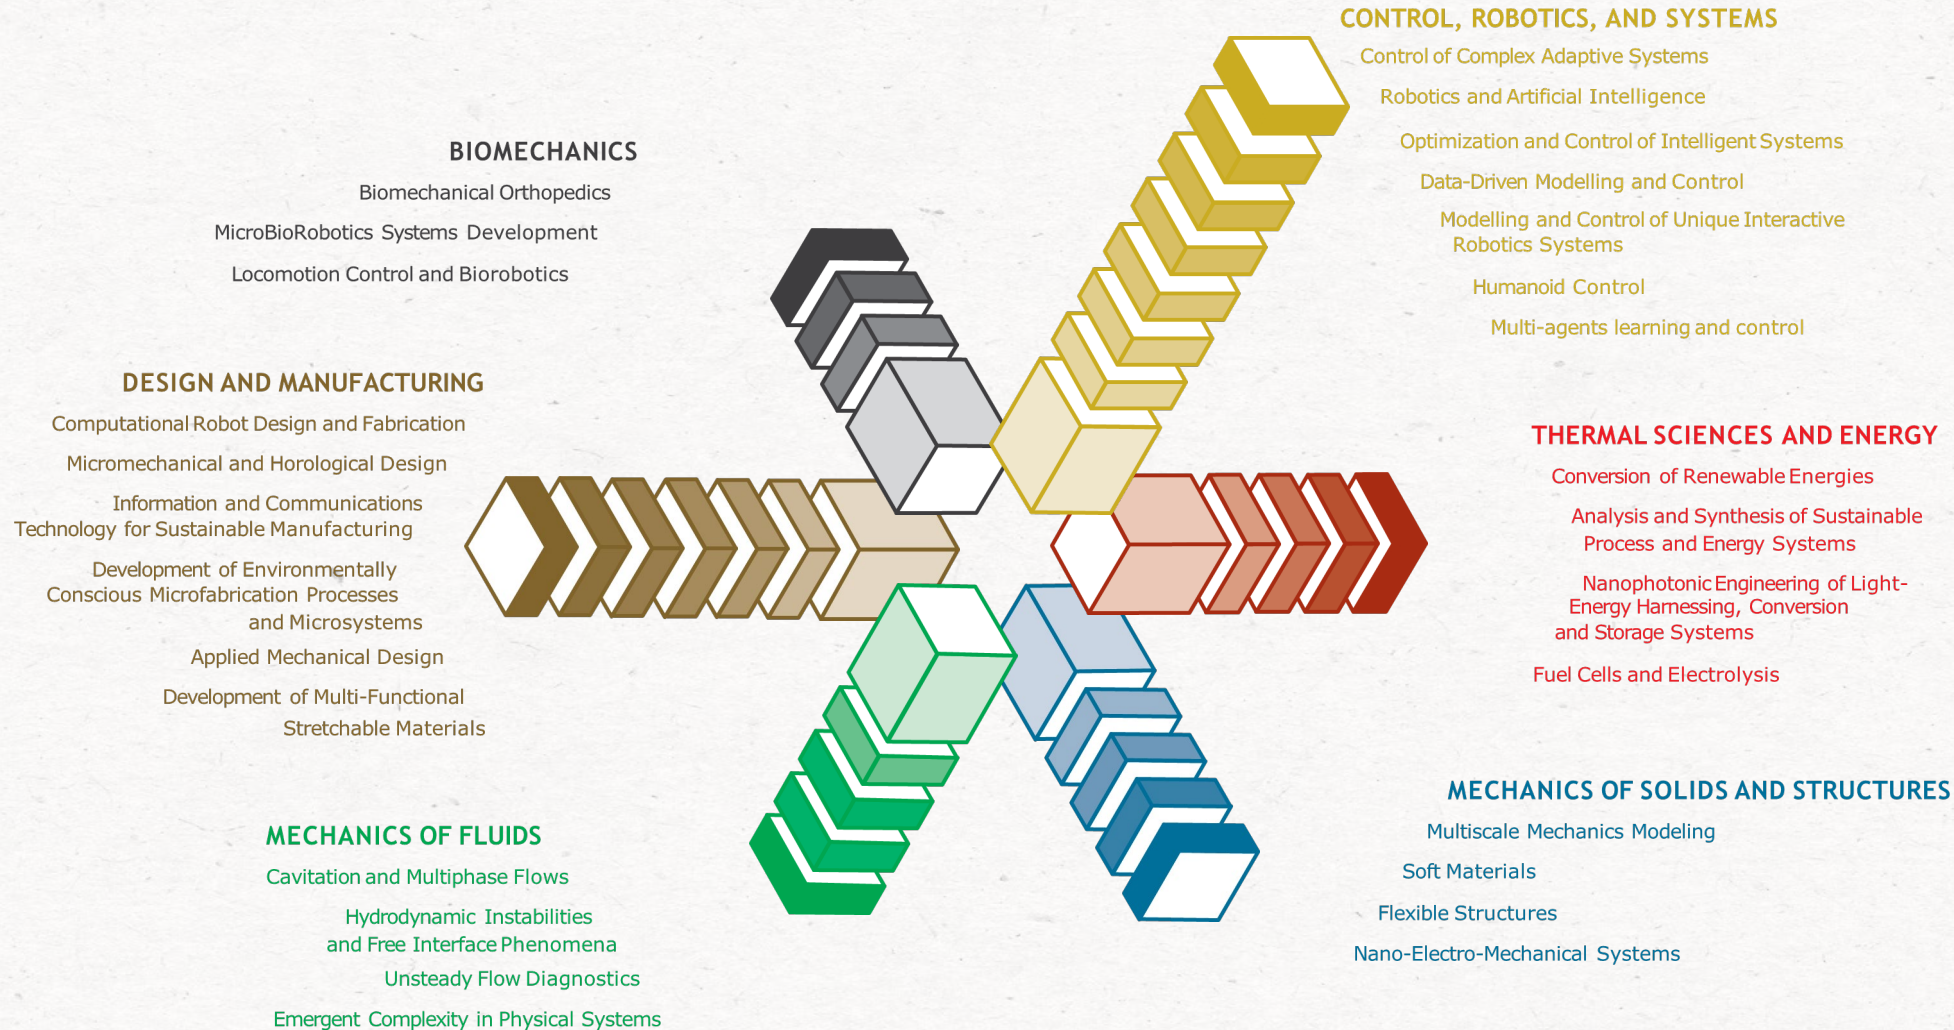 CONTROL, ROBOTICS, AND SYSTEMS
Control of Complex Adaptive Systems
Robotics and Artificial Intelligence
Optimization and Control of Intelligent Systems
Data-Driven Modelling and Control
Modelling and Control of Unique Interactive
Robotics Systems
Humanoid Control
Multi-agents learning and control
BIOMECHANICS
Biomechanical Orthopedics
MicroBioRobotics Systems Development
Locomotion Control and Biorobotics
DESIGN AND MANUFACTURING
Computational Robot Design and Fabrication
Micromechanical and Horological Design
Information and Communications
Technology for Sustainable Manufacturing
Development of Environmentally
Conscious Microfabrication Processes
and Microsystems
Applied Mechanical Design
Development of Multi-Functional
Stretchable Materials
THERMAL SCIENCES AND ENERGY
Conversion of Renewable Energies
Analysis and Synthesis of Sustainable
Process and Energy Systems
Nanophotonic Engineering of Light-
Energy Harnessing, Conversion
and Storage Systems
Fuel Cells and Electrolysis
MECHANICS OF FLUIDS
Cavitation and Multiphase Flows
Hydrodynamic Instabilities
and Free Interface Phenomena
Unsteady Flow Diagnostics
Emergent Complexity in Physical Systems
MECHANICS OF SOLIDS AND STRUCTURES
Multiscale Mechanics Modeling
Soft Materials
Flexible Structures
Nano-Electro-Mechanical Systems